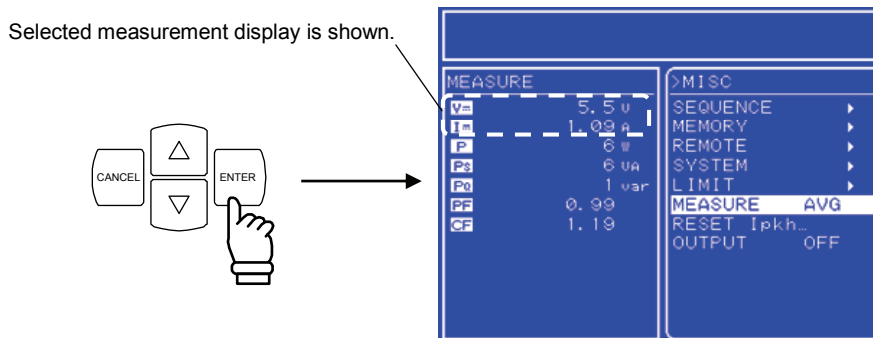 Selected measurement display is shown.
CANCEL
ENTER
MEASURE
V= 5.5 V
I= 1.09 A
P 6 W
PS 6 VA
PQ 1 var
PF 0.99
CF 1.19
>MISC
SEQUENCE
MEMORY
REMOTE
SYSTEM
LIMIT
MEASURE AVG
RESET Ipkh…
OUTPUT OFF